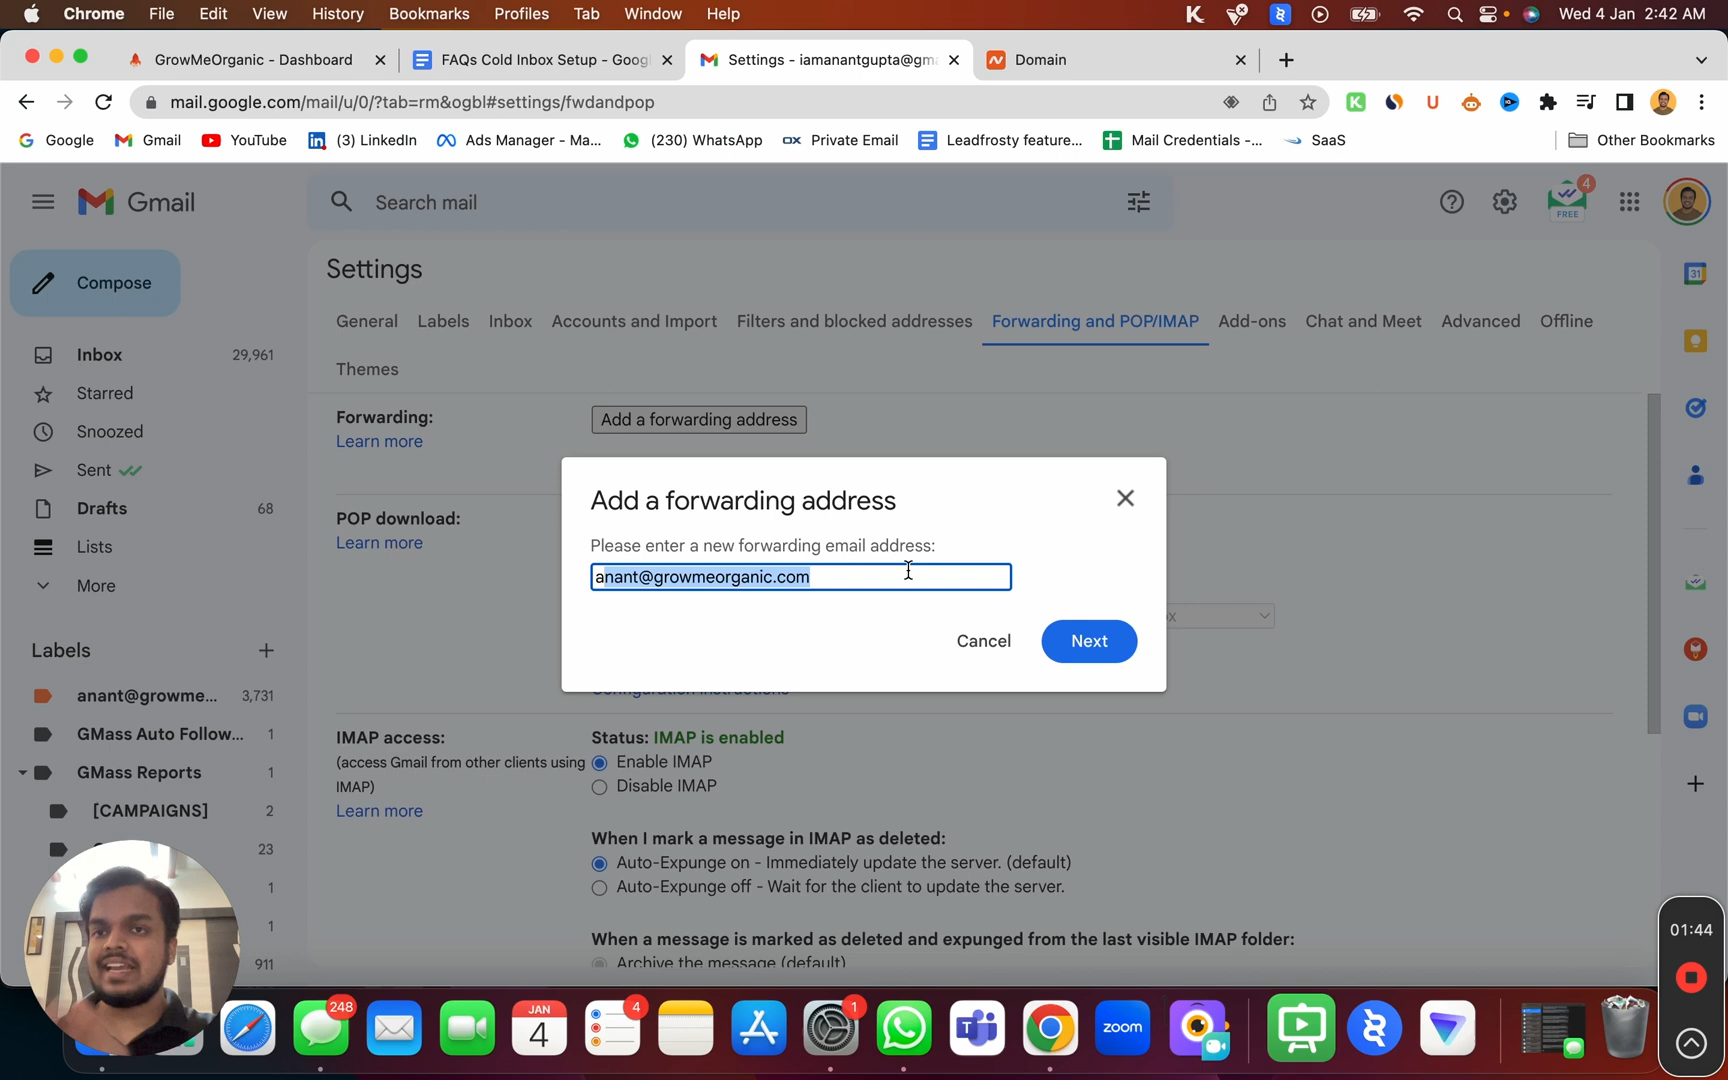 Chrome File Edit View History Bookmarks Profiles Tab Window Help Wed 4 Jan 2:42 AM
GrowMeOrganic - Dashboard FAQs Cold Inbox Setup - Goog Settings - iamanantgupta@gm Domain
mail.google.com/mail/u/0/?tab=rm&ogbl#settings/fwdandpop
Google Gmail YouTube (3) LinkedIn Ads Manager - Ma... (230) WhatsApp Private Email Leadfrosty feature... Mail Credentials -... SaaS Other Bookmarks
Gmail Search mail 4
FREE
Settings
Compose
General Labels Inbox Accounts and Import Filters and blocked addresses Forwarding and POP/IMAP Add-ons Chat and Meet Advanced Offline
Themes
Inbox 29,961
Starred
Snoozed
Sent
Drafts 68
Lists
More
Labels
anant@growme... 3,731
GMass Auto Follow... 1
GMass Reports 1
[CAMPAIGNS] 2
23
1
1
911
Forwarding: Add a forwarding address
Learn more
POP download:
Learn more
Add a forwarding address
Please enter a new forwarding email address:
anant@growmeorganic.com
Cancel Next
IMAP access: Status: IMAP is enabled
(access Gmail from other clients using Enable IMAP
IMAP) Disable IMAP
Learn more
When I mark a message in IMAP as deleted:
Auto-Expunge on - Immediately update the server. (default)
Auto-Expunge off - Wait for the client to update the server.
When a message is marked as deleted and expunged from the last visible IMAP folder:
Archive the message (default)
31
01:44
248 JAN 4 4 1 zoom